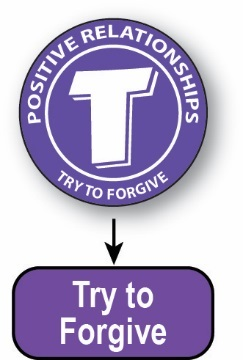 POSITIVE RELATIONSHIPS
T
TRY TO FORGIVE
Try to
Forgive